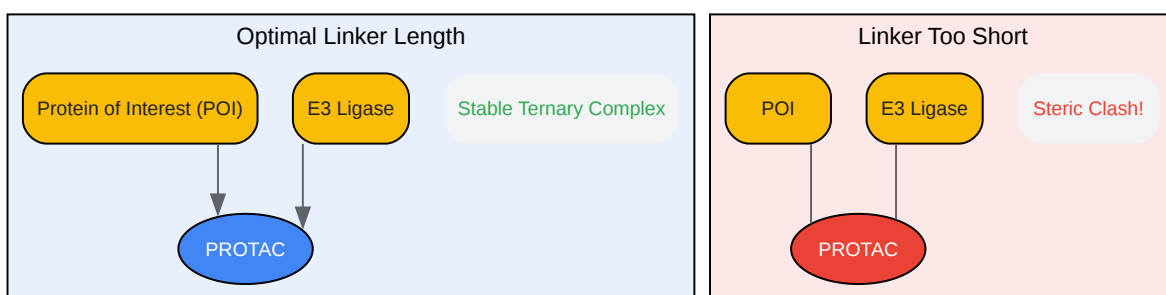 Optimal Linker Length
Protein of Interest (POI)
E3 Ligase
Stable Ternary Complex
PROTAC
Linker Too Short
POI
E3 Ligase
Steric Clash!
PROTAC